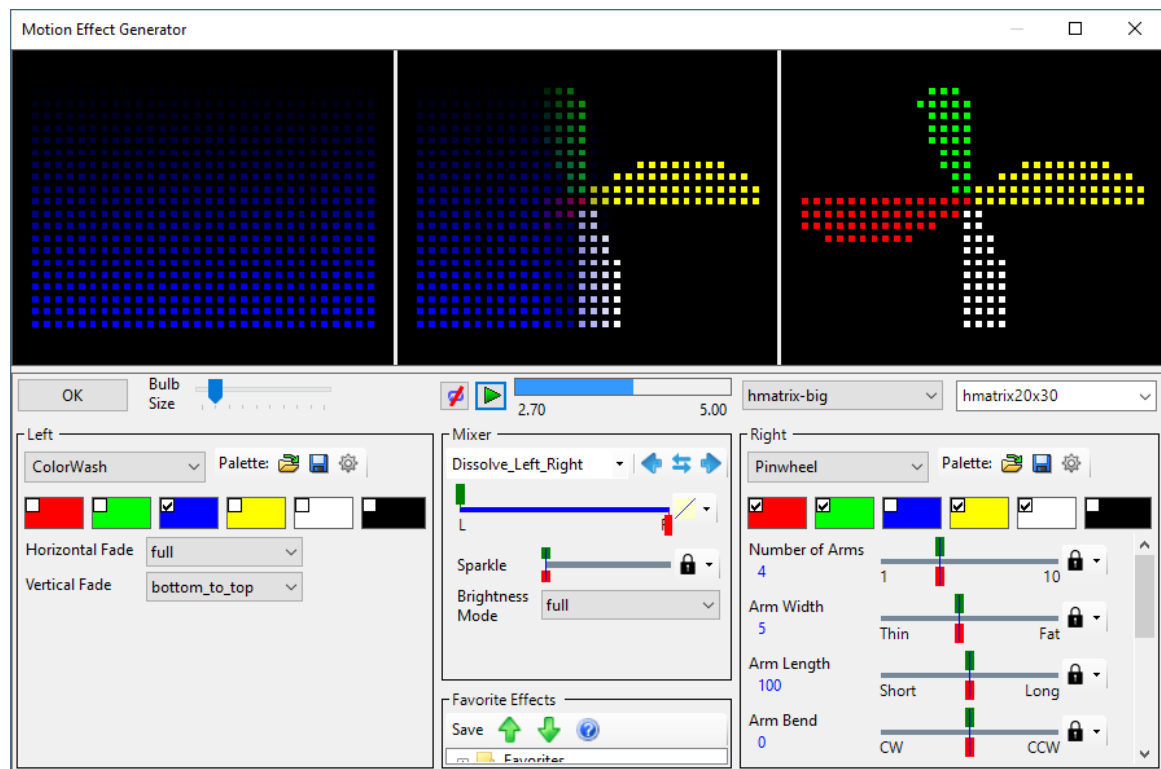 Motion Effect Generator
OK
Bulb
Size
2.70
5.00
hmatrix-big
hmatrix20x30
Left
ColorWash
Palette:
Horizontal Fade
full
Vertical Fade
bottom_to_top
Mixer
Dissolve_Left_Right
L
Sparkle
Brightness
Mode
full
Favorite Effects
Save
Favorites
Right
Pinwheel
Palette:
Number of Arms
4
1
10
Arm Width
5
Thin
Fat
Arm Length
100
Short
Long
Arm Bend
0
CW
CCW